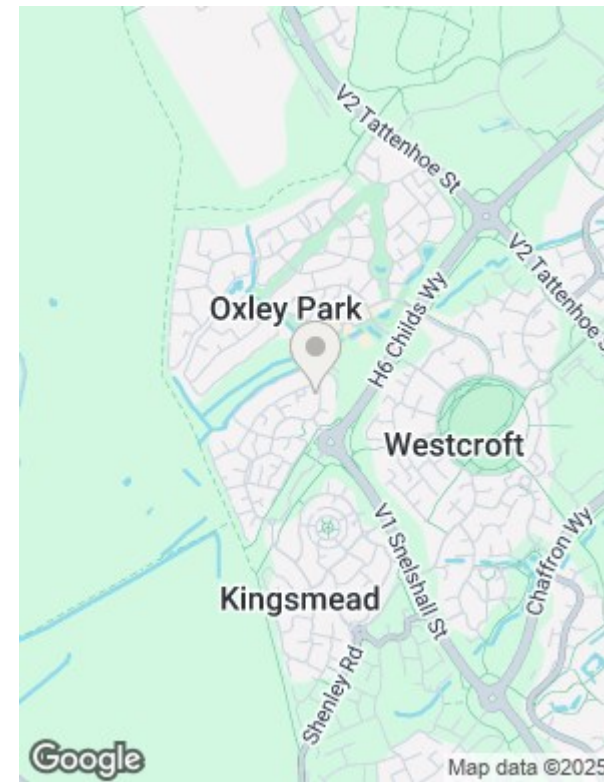 V2 Tattenhoe St
V2 Tattenhoe S
Oxley Park
H6 Childs Wy
Westcroft
Chaffron Wy
V1 Snelshall St
Kingsmead
Shenley Rd
Google
Map data ©2025